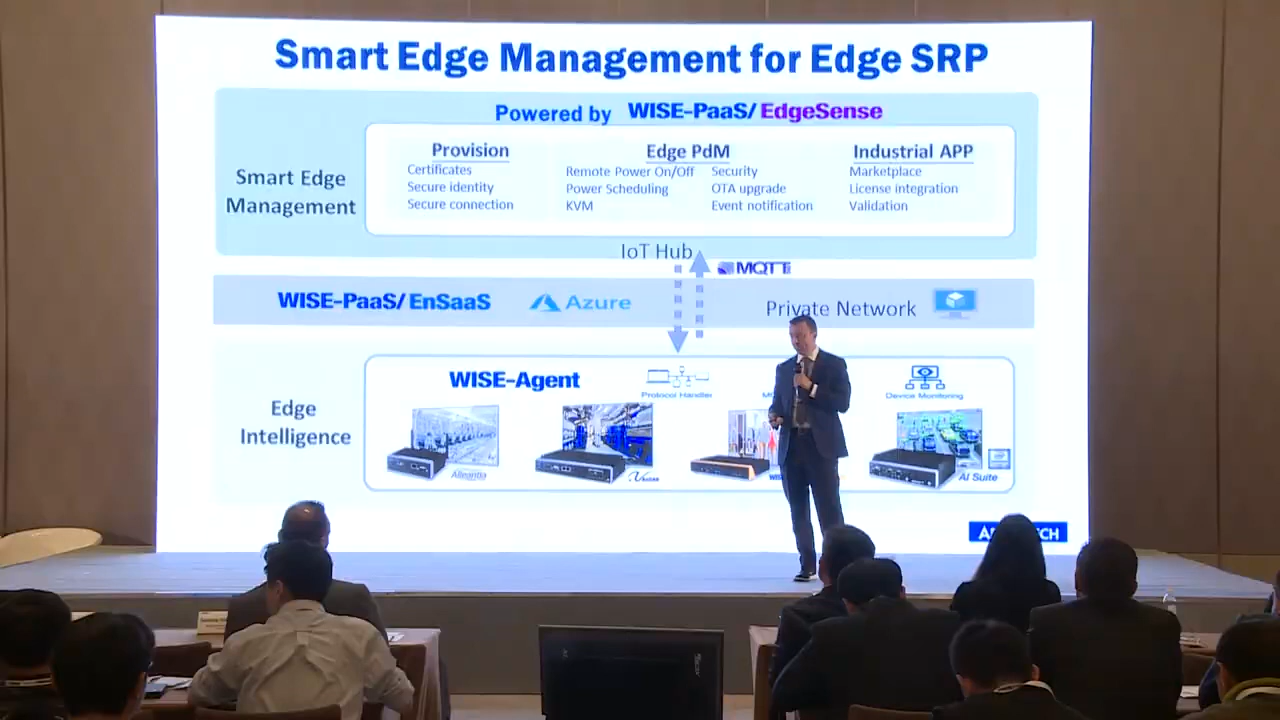 Smart Edge Management for Edge SRP
Powered by WISE-PaaS/EdgeSense
Smart Edge
Management
Provision
Certificates
Secure identity
Secure connection
Edge PdM
Remote Power On/Off
Power Scheduling
KVM
Security
OTA upgrade
Event notification
Industrial APP
Marketplace
License integration
Validation
IoT Hub
MQTT
WISE-PaaS/EnSaaS
Azure
Private Network
Edge
Intelligence
WISE-Agent
Protocol Handler
Device Monitoring
Alleantia
AI Suite